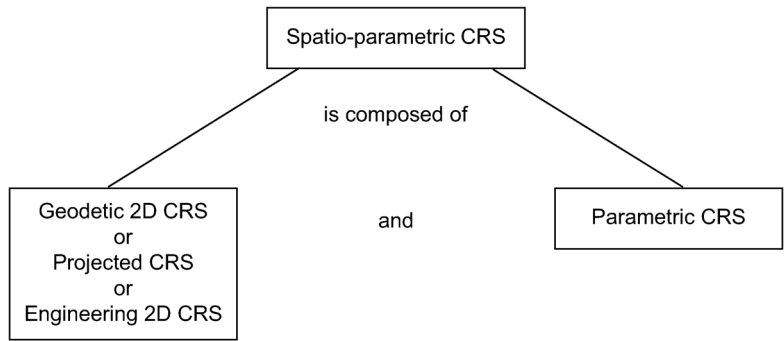 Spatio-parametric CRS
is composed of
Geodetic 2D CRS
or
Projected CRS
or
Engineering 2D CRS
and
Parametric CRS